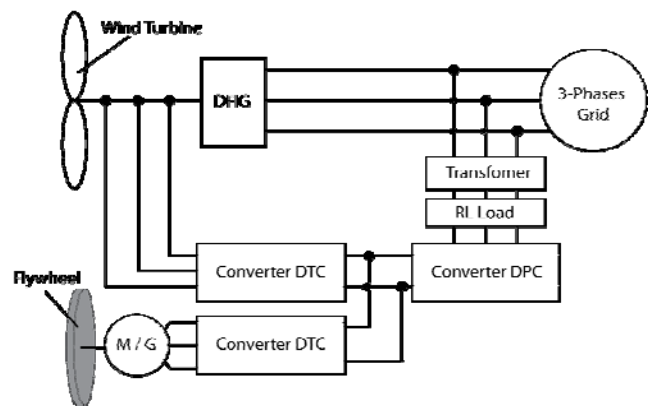 Wind Turbine
DHG
3-Phases
Grid
Transfomer
RL Load
Converter DTC
Converter DPC
Flywheel
M / G
Converter DTC